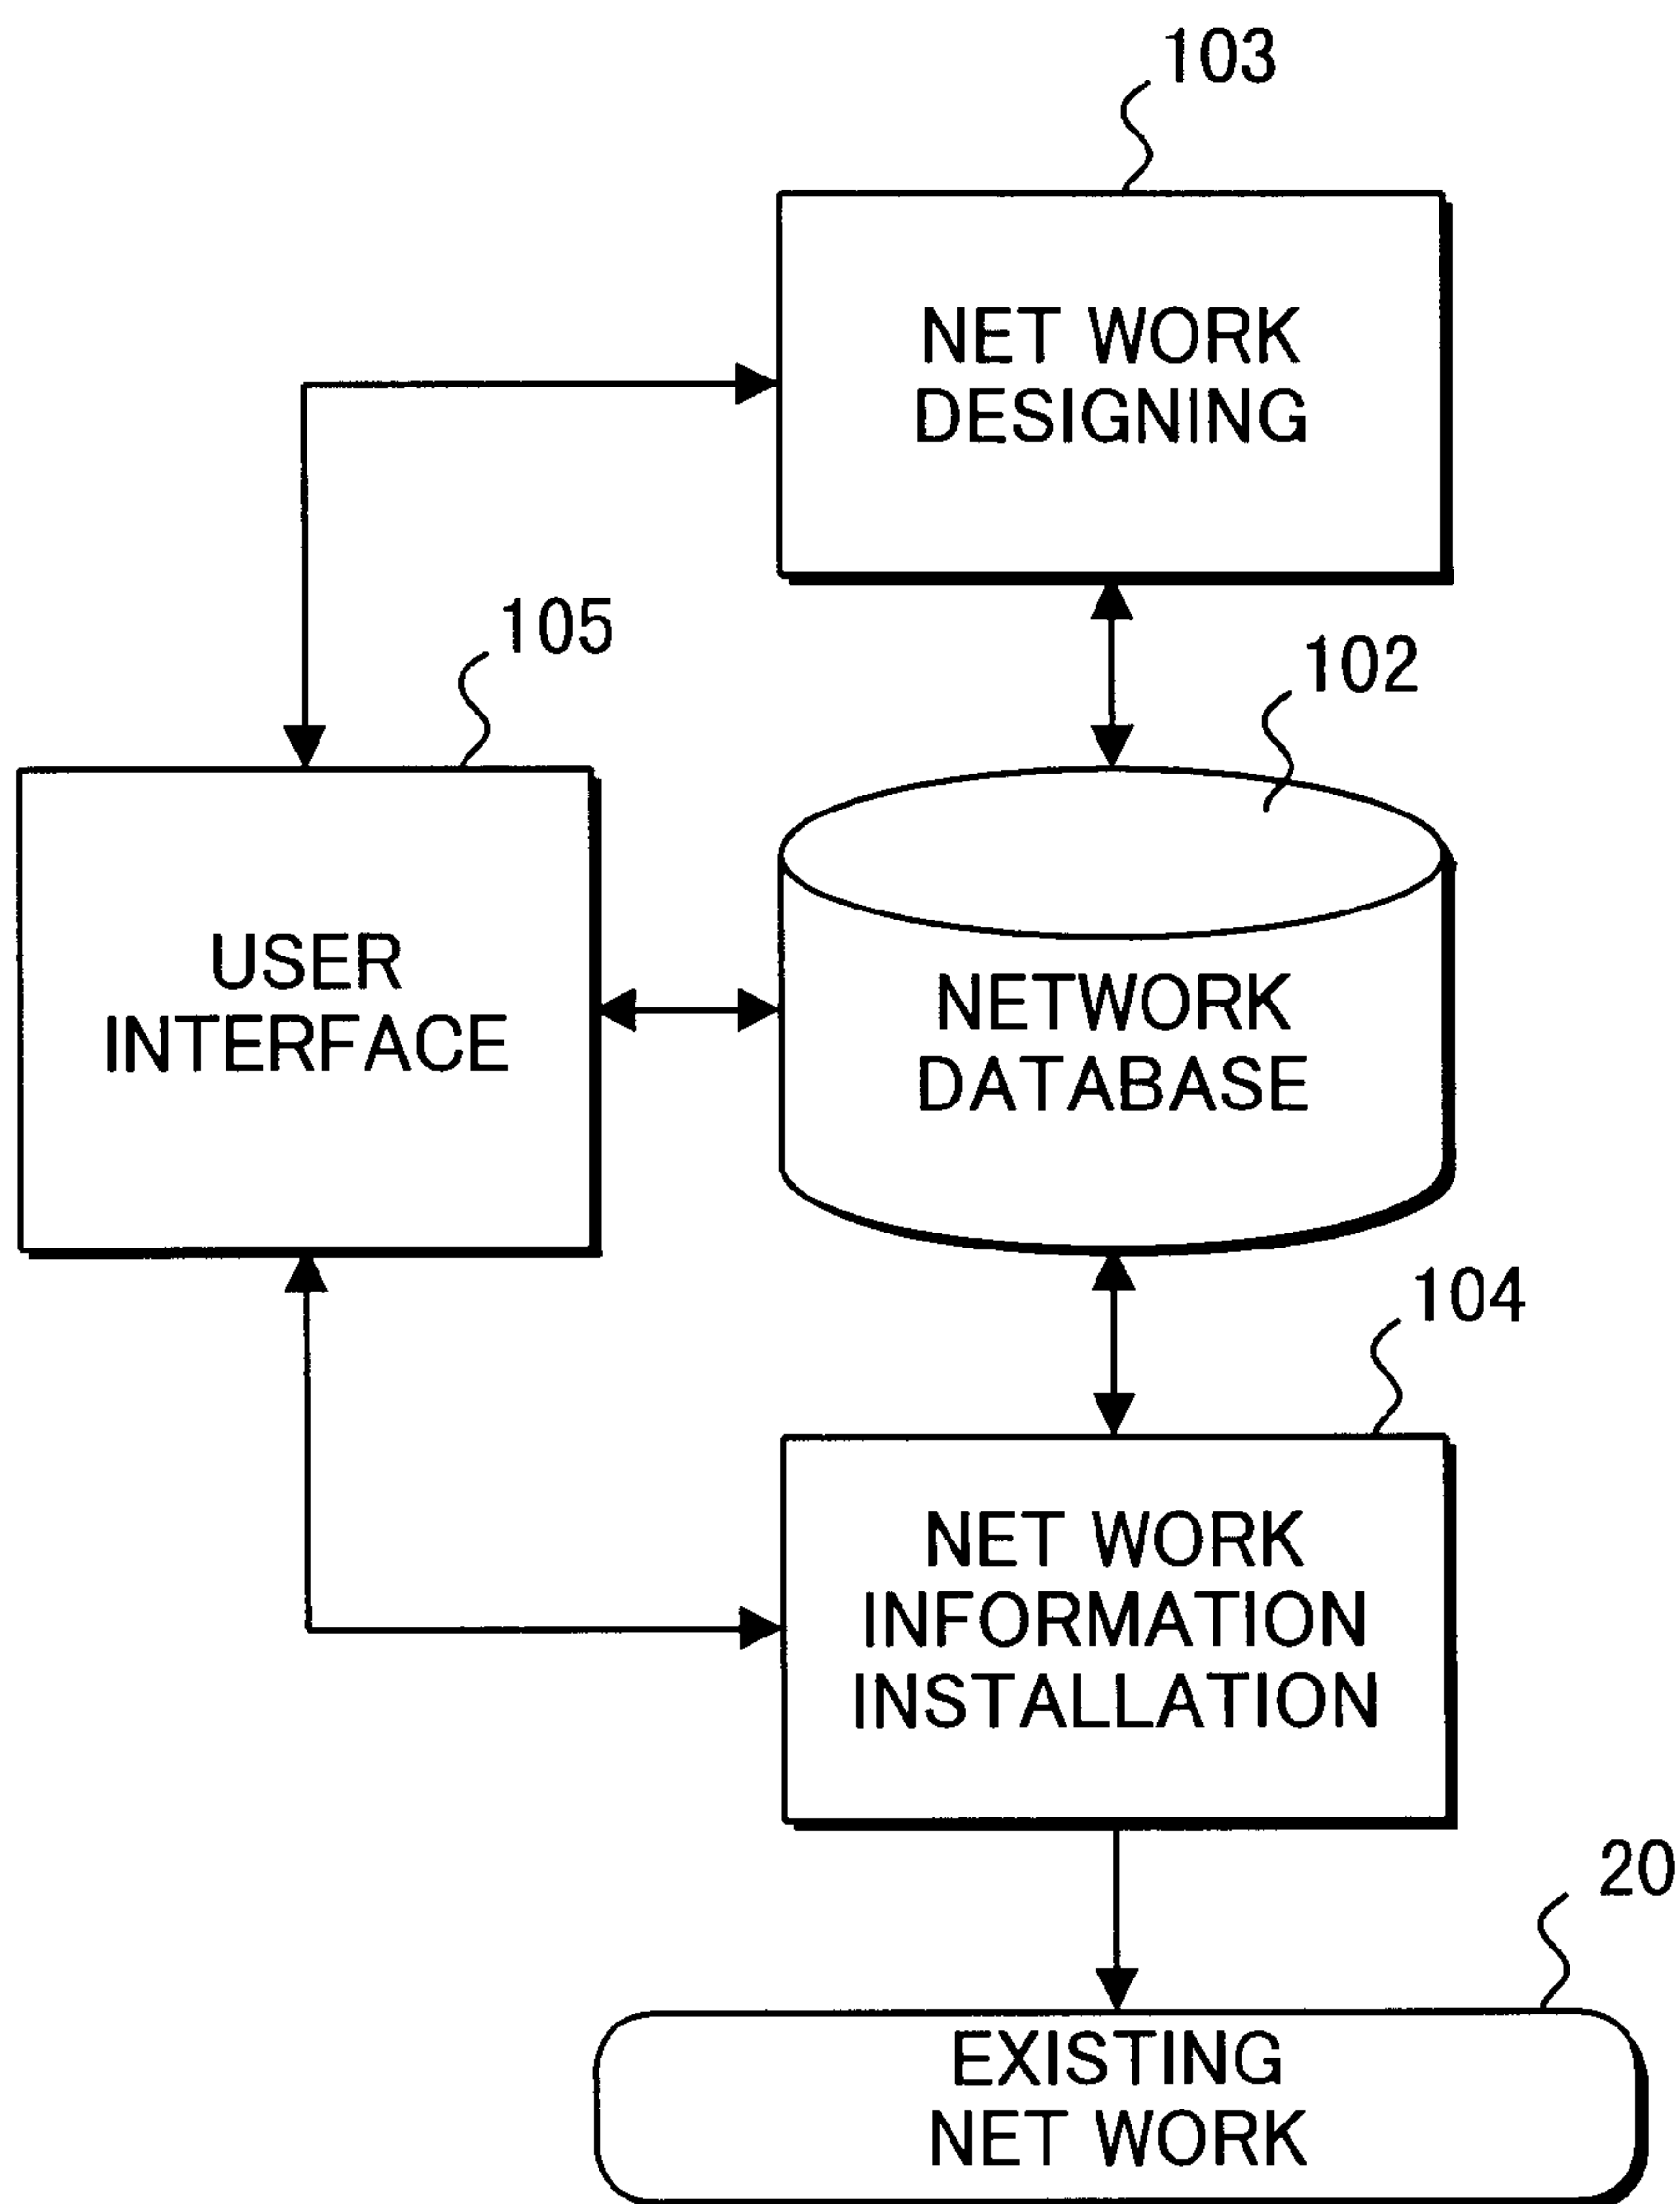 103
NET WORK
DESIGNING
105
102
USER
INTERFACE
NETWORK
DATABASE
104
NET WORK
INFORMATION
INSTALLATION
20
EXISTING
NET WORK